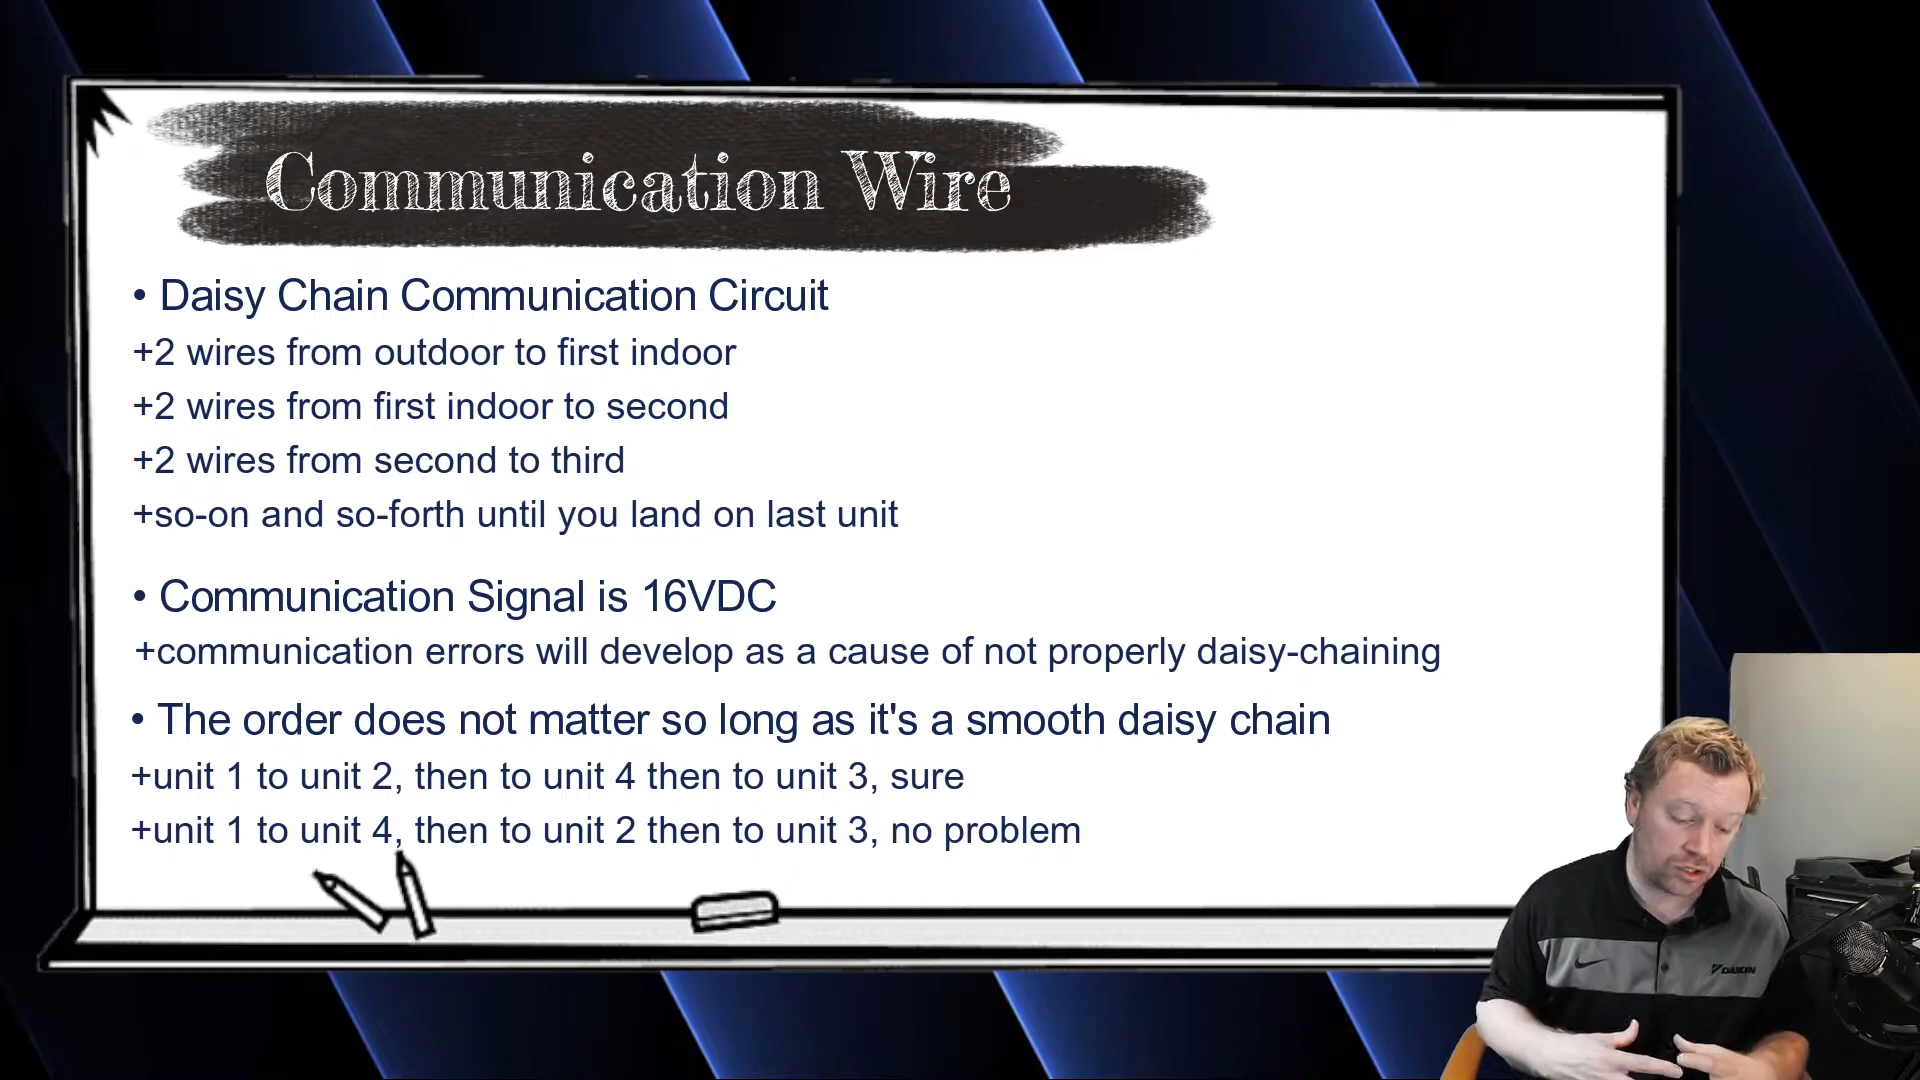 Communication Wire
• Daisy Chain Communication Circuit
+2 wires from outdoor to first indoor
+2 wires from first indoor to second
+2 wires from second to third
+so-on and so-forth until you land on last unit
• Communication Signal is 16VDC
+communication errors will develop as a cause of not properly daisy-chaining
• The order does not matter so long as it's a smooth daisy chain
+unit 1 to unit 2, then to unit 4 then to unit 3, sure
+unit 1 to unit 4, then to unit 2 then to unit 3, no problem
DAIKIN